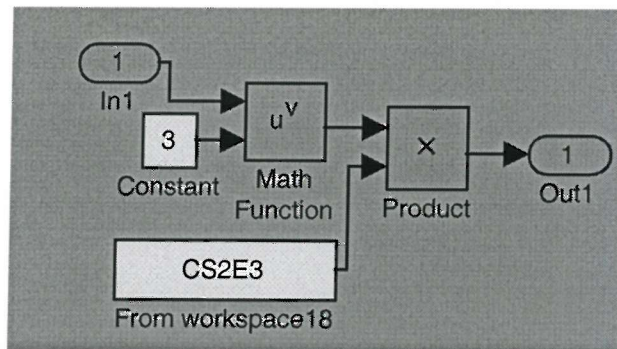 1
In1
3
Constant
u^v
Math
Function
×
Product
1
Out1
CS2E3
From workspace18